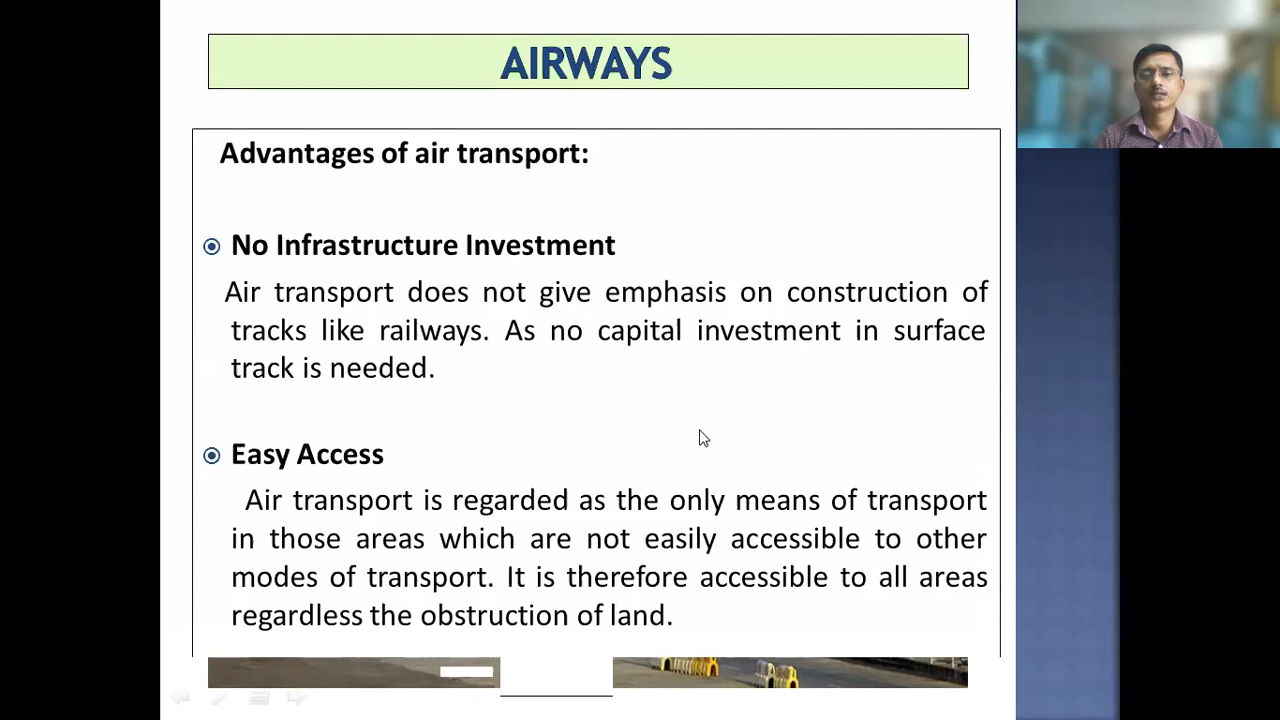 AIRWAYS
Advantages of air transport:
No Infrastructure Investment
Air transport does not give emphasis on construction of
tracks like railways. As no capital investment in surface
track is needed.
Easy Access
Air transport is regarded as the only means of transport
in those areas which are not easily accessible to other
modes of transport. It is therefore accessible to all areas
regardless the obstruction of land.